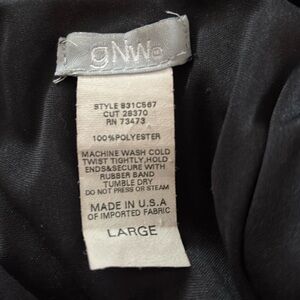 gNw®
STYLE 831C567
CUT 28370
RN 73473
100%POLYESTER
MACHINE WASH COLD
TWIST TIGHTLY,HOLD
ENDS&SECURE WITH
RUBBER BAND
TUMBLE DRY
DO NOT PRESS OR STEAM
MADE IN U.S.A
OF IMPORTED FABRIC
LARGE